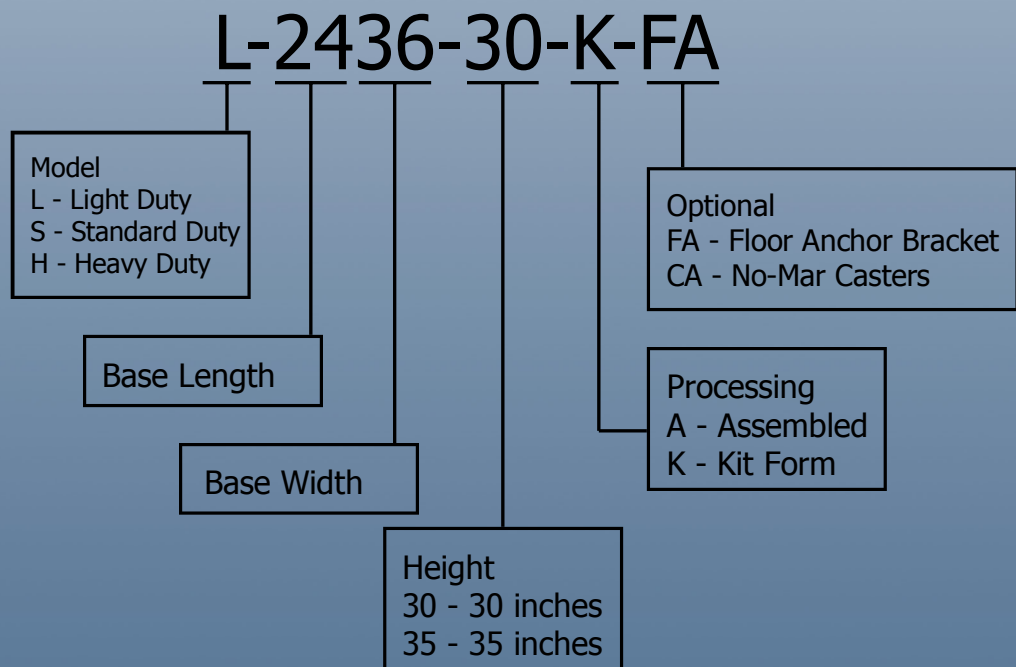 L-2436-30-K-FA
Model
L - Light Duty
S - Standard Duty
H - Heavy Duty
Optional
FA - Floor Anchor Bracket
CA - No-Mar Casters
Base Length
Processing
A - Assembled
K - Kit Form
Base Width
Height
30 - 30 inches
35 - 35 inches